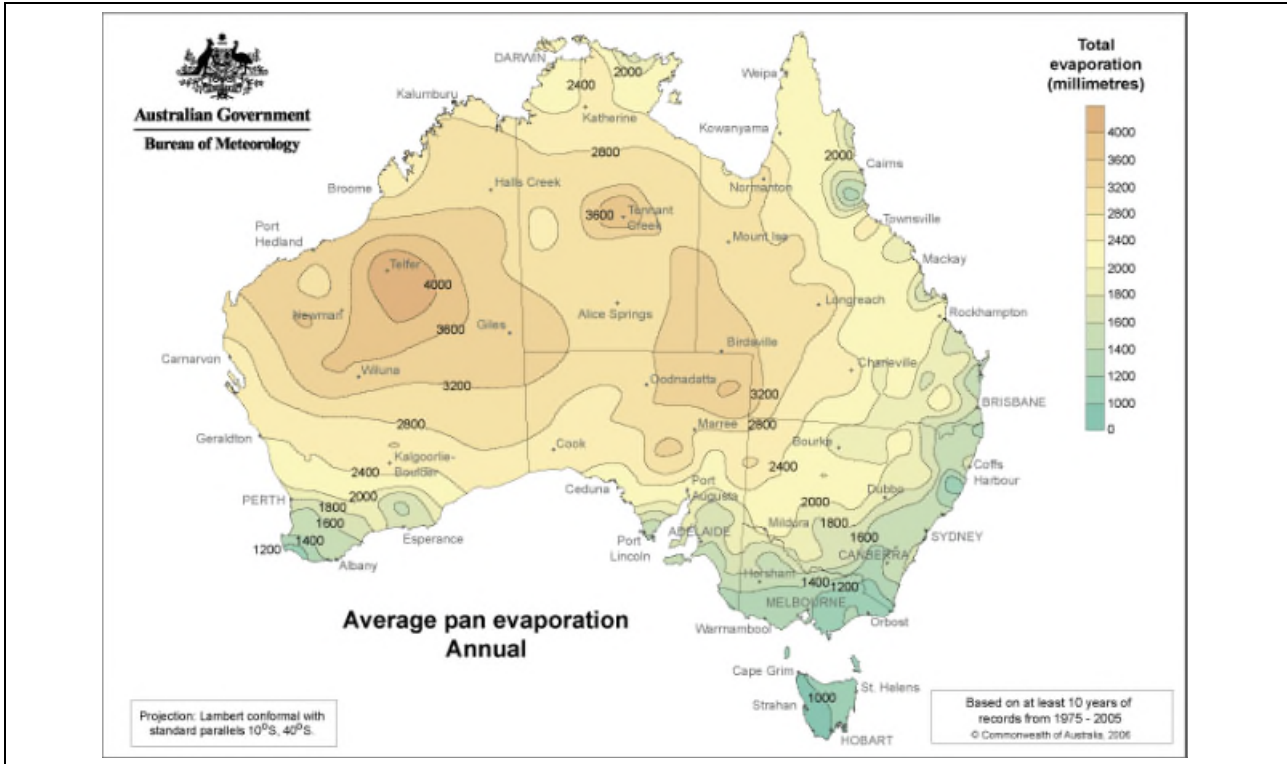 Australian Government
Bureau of Meteorology
Total
evaporation
(millimetres)
4000
3600
3200
2800
2400
2000
1800
1600
1400
1200
1000
0
DARWIN
2000
2400
Weipa
Kalumburu
Katherine
Kowanyama
2800
2000
Cairns
Halls Creek
Normanton
Broome
3600
Tennant
Creek
Townsville
Port
Hedland
Mount Isa
Mackay
Telfer
4000
Longreach
Newman
Alice Springs
Rockhampton
3600
Giles
Birdsville
Carnarvon
Charleville
Wiluna
3200
Oodnadatta
3200
BRISBANE
2800
Marree
2800
Geraldton
Cook
Bourke
Kalgoorlie-
Boulder
2400
2400
Coffs
Harbour
Ceduna
Port
Augusta
PERTH
2000
Dubbo
1800
2000
1600
Mildura
1800
ADELAIDE
1600
SYDNEY
Esperance
Port
Lincoln
1200
1400
CANBERRA
Albany
Horsham
1400
1200
MELBOURNE
Orbost
Warrnambool
Average pan evaporation
Annual
Cape Grim
1000
St. Helens
Strahan
HOBART
Projection: Lambert conformal with
standard parallels 10°S, 40°S.
Based on at least 10 years of
records from 1975 - 2005
© Commonwealth of Australia, 2006